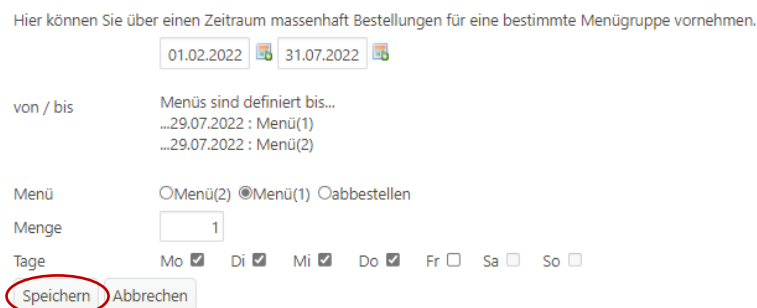 Hier können Sie über einen Zeitraum massenhaft Bestellungen für eine bestimmte Menügruppe vornehmen.
01.02.2022 31.07.2022
von / bis
Menüs sind definiert bis...
...29.07.2022 : Menü(1)
...29.07.2022 : Menü(2)
Menü Menü(2) Menü(1) abbestellen
Menge 1
Tage Mo Di Mi Do Fr Sa So
Speichern Abbrechen